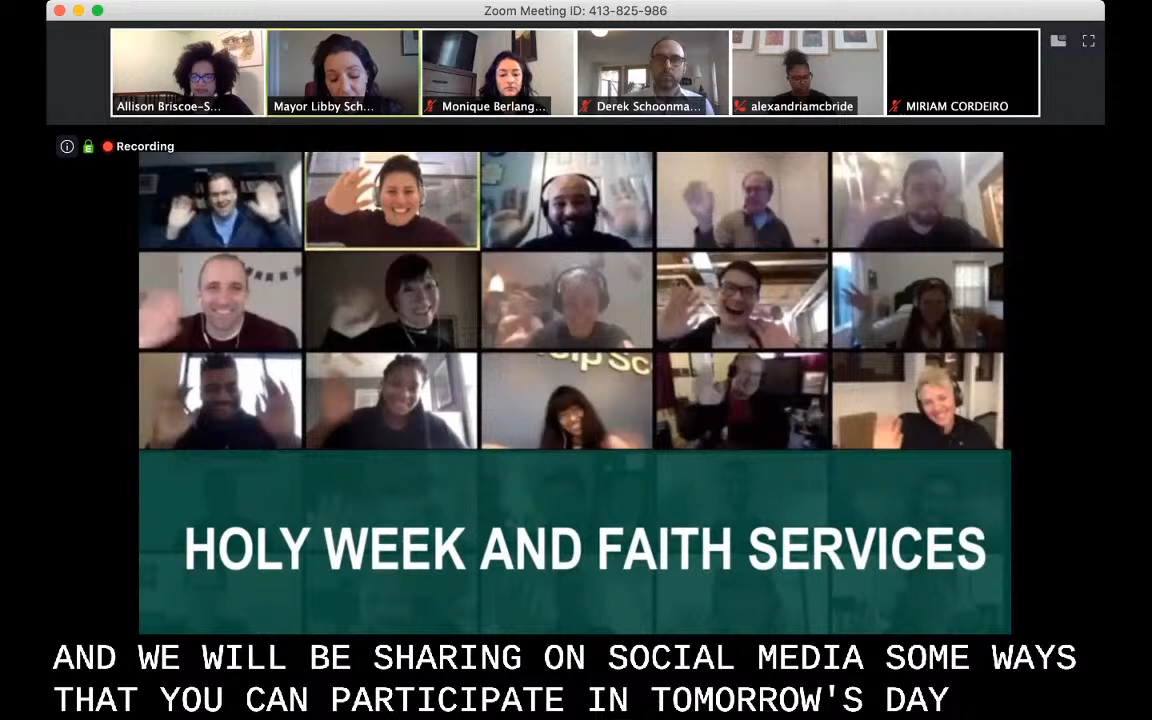 Zoom Meeting ID: 413-825-986
Allison Briscoe-S...
Mayor Libby Sch...
Monique Berlang...
Derek Schoonma...
alexandriamcbride
MIRIAM CORDEIRO
Recording
HOLY WEEK AND FAITH SERVICES
AND WE WILL BE SHARING ON SOCIAL MEDIA SOME WAYS
THAT YOU CAN PARTICIPATE IN TOMORROW'S DAY